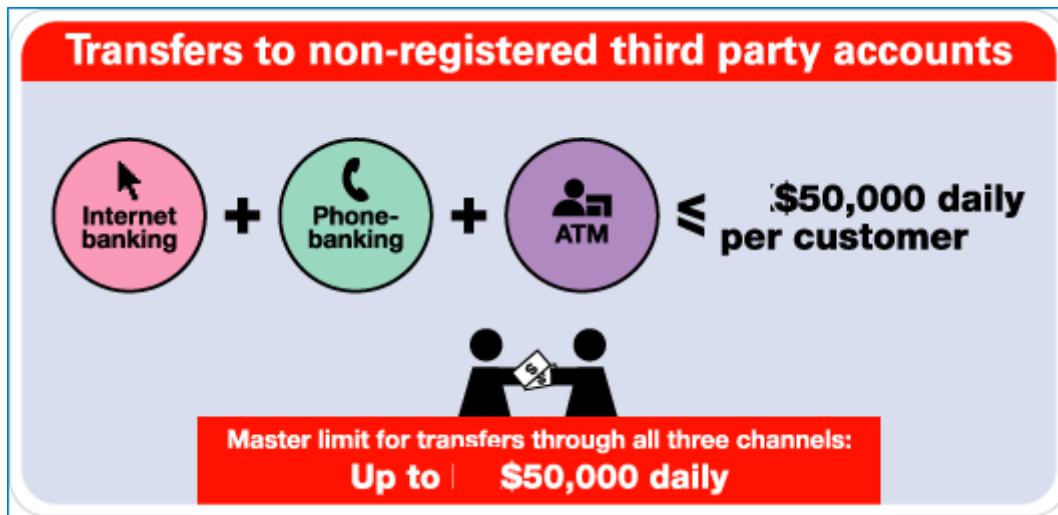 Transfers to non-registered third party accounts
Internet
banking
+
Phone-
banking
+
ATM
≤
$50,000 daily
per customer
$
$
Master limit for transfers through all three channels:
Up to $50,000 daily